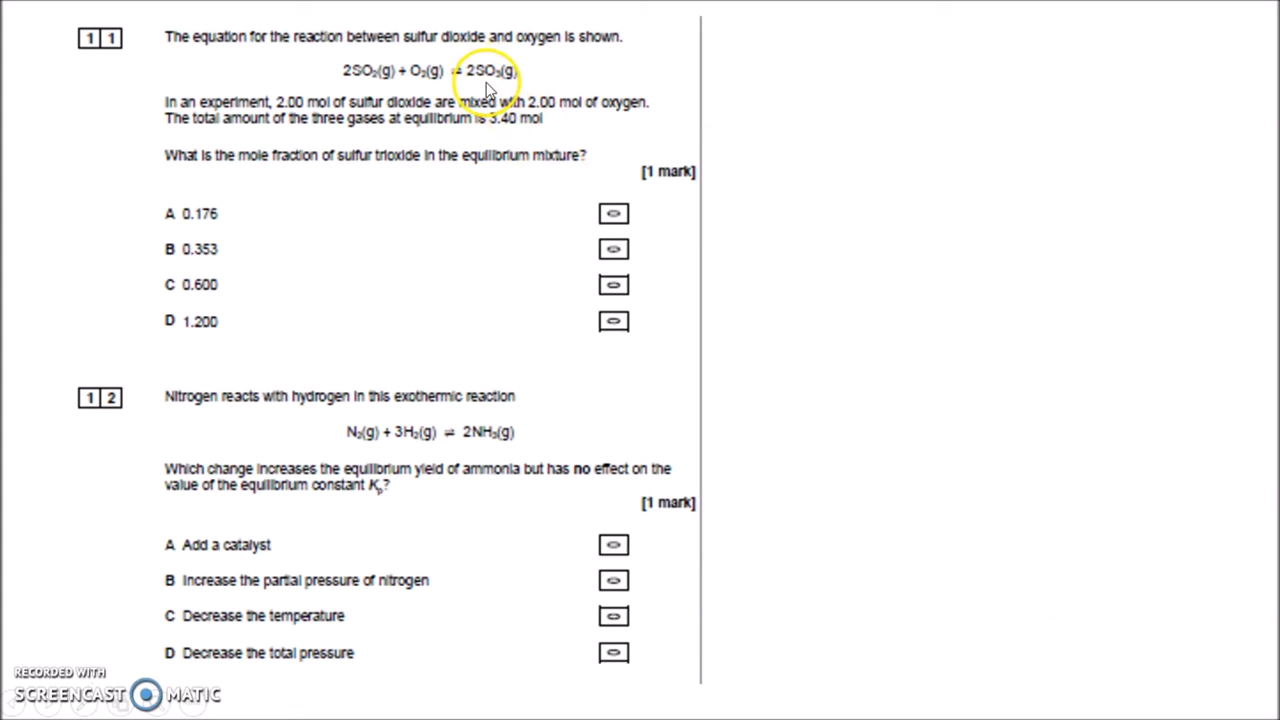 11 The equation for the reaction between sulfur dioxide and oxygen is shown.
2SO₂(g) + O₂(g) ⇌ 2SO₃(g)
In an experiment, 2.00 mol of sulfur dioxide are mixed with 2.00 mol of oxygen.
The total amount of the three gases at equilibrium is 3.40 mol
What is the mole fraction of sulfur trioxide in the equilibrium mixture?
[1 mark]
A 0.176
B 0.353
C 0.600
D 1.200
12 Nitrogen reacts with hydrogen in this exothermic reaction
N₂(g) + 3H₂(g) ⇌ 2NH₃(g)
Which change increases the equilibrium yield of ammonia but has no effect on the
value of the equilibrium constant Kₚ?
[1 mark]
A Add a catalyst
B Increase the partial pressure of nitrogen
C Decrease the temperature
D Decrease the total pressure
RECORDED WITH
SCREENCAST MATIC